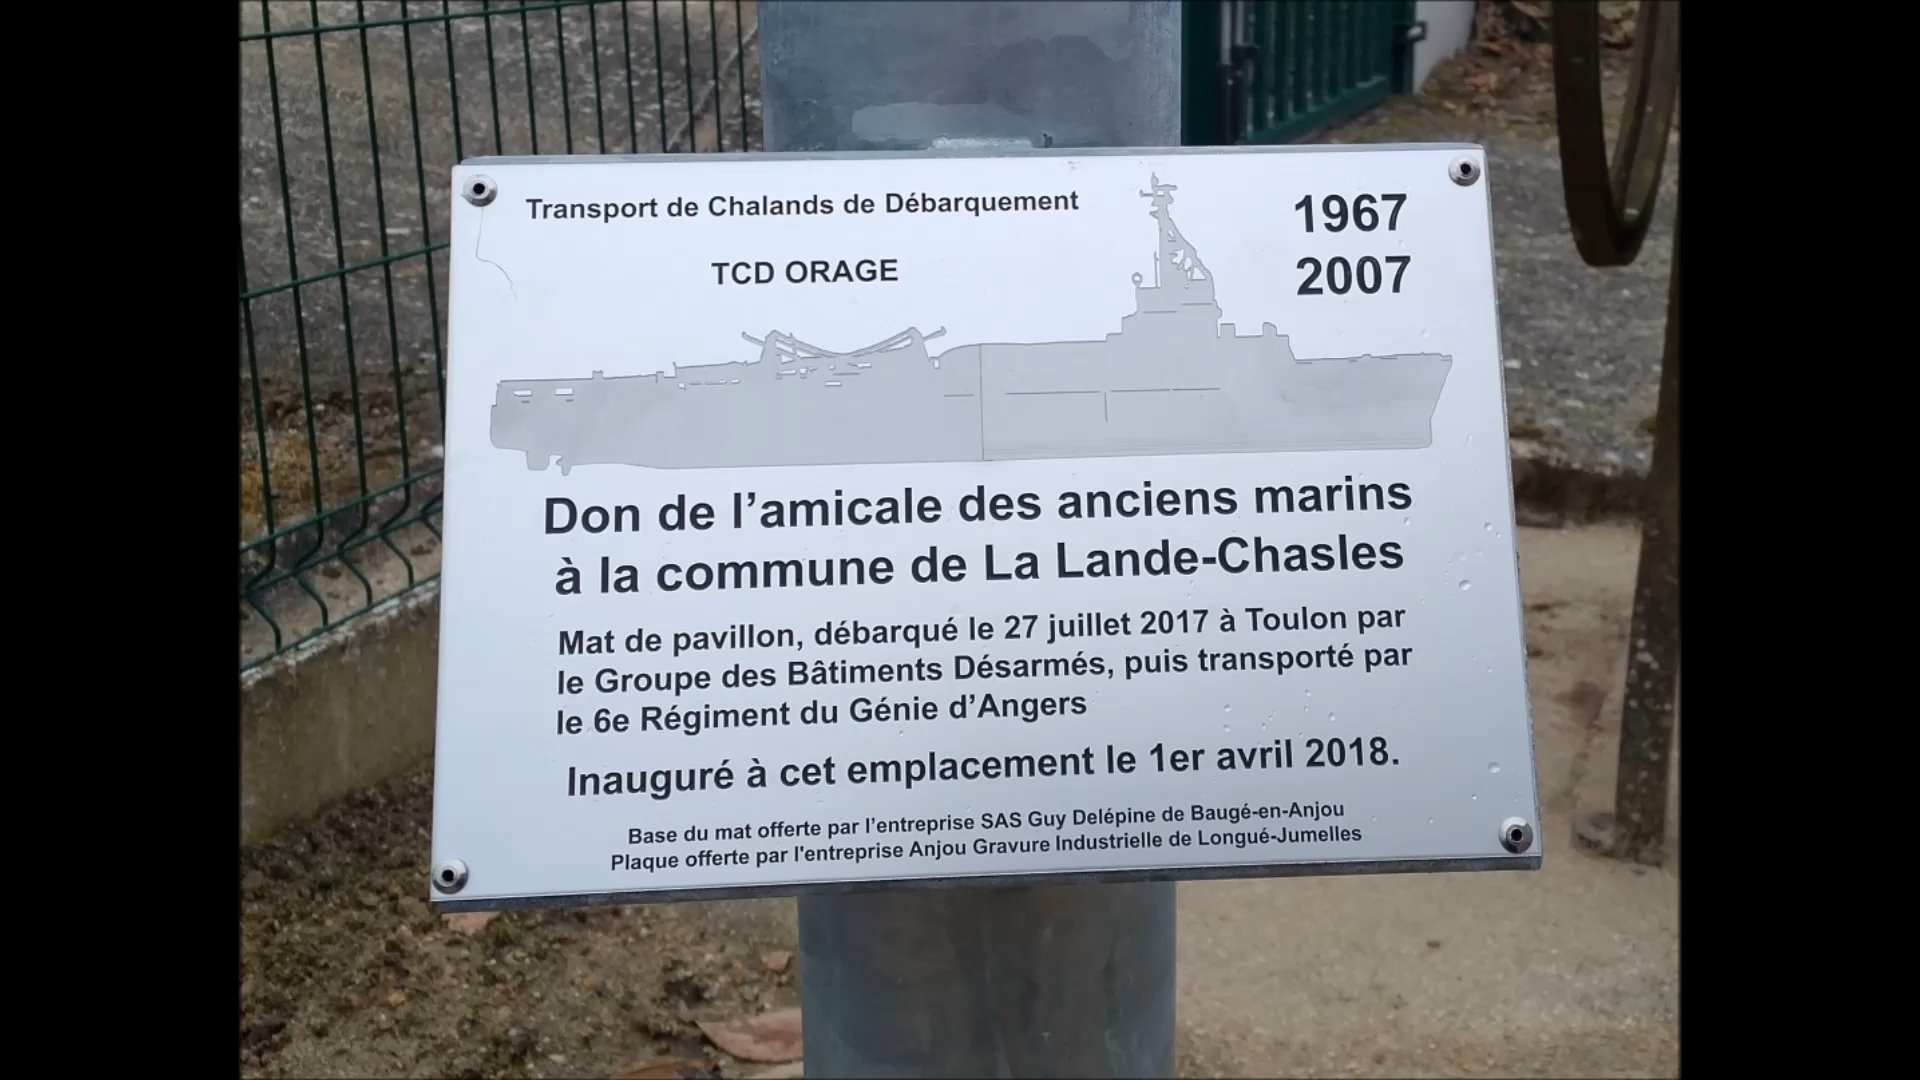 Transport de Chalands de Débarquement
TCD ORAGE
1967
2007
Don de l’amicale des anciens marins
à la commune de La Lande-Chasles
Mat de pavillon, débarqué le 27 juillet 2017 à Toulon par
le Groupe des Bâtiments Désarmés, puis transporté par
le 6e Régiment du Génie d’Angers
Inauguré à cet emplacement le 1er avril 2018.
Base du mat offerte par l’entreprise SAS Guy Delépine de Baugé-en-Anjou
Plaque offerte par l'entreprise Anjou Gravure Industrielle de Longué-Jumelles